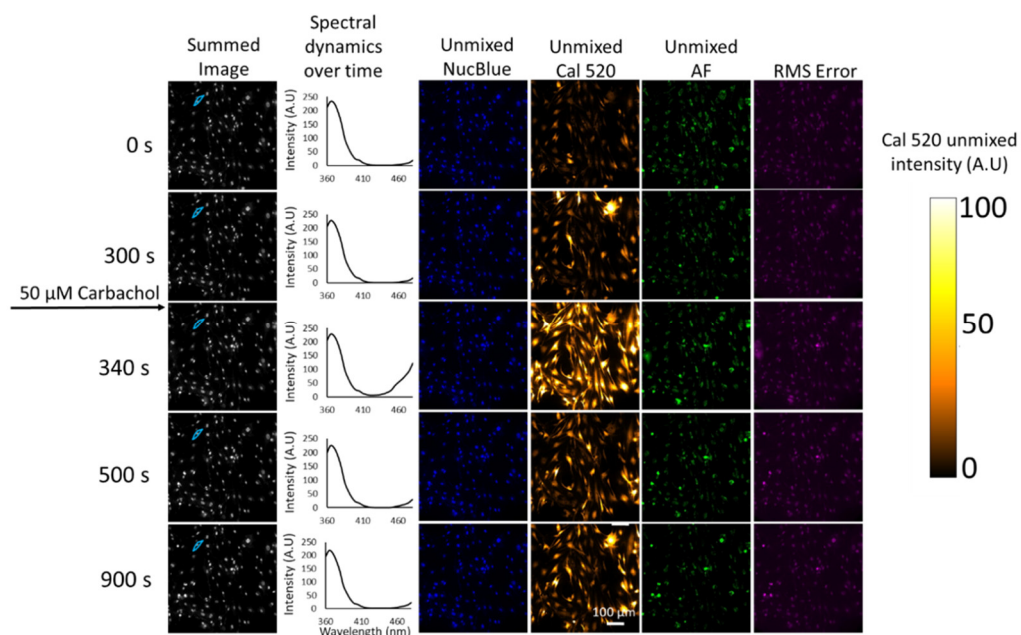 Summed
Image
Spectral
dynamics
over time
Unmixed
NucBlue
Unmixed
Cal 520
Unmixed
AF
RMS Error
0 s
Intensity (A.U)
250
200
150
100
50
0
360 410 460
300 s
Intensity (A.U)
250
200
150
100
50
0
360 410 460
50 µM Carbachol
340 s
Intensity (A.U)
250
200
150
100
50
0
360 410 460
500 s
Intensity (A.U)
250
200
150
100
50
0
360 410 460
900 s
Intensity (A.U)
250
200
150
100
50
0
360 410 460
Wavelength (nm)
100 µm
Cal 520 unmixed
intensity (A.U)
100
50
0